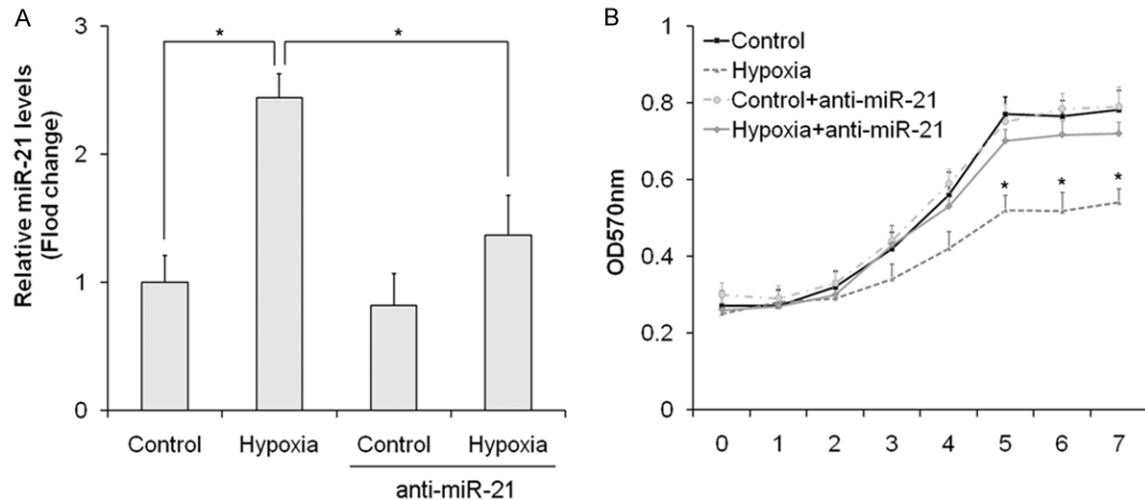 A
Relative miR-21 levels
(Flod change)
3
2
1
0
*
*
Control
Hypoxia
Control
Hypoxia
anti-miR-21
B
OD570nm
1
0.8
0.6
0.4
0.2
0
Control
Hypoxia
Control+anti-miR-21
Hypoxia+anti-miR-21
*
*
*
0 1 2 3 4 5 6 7